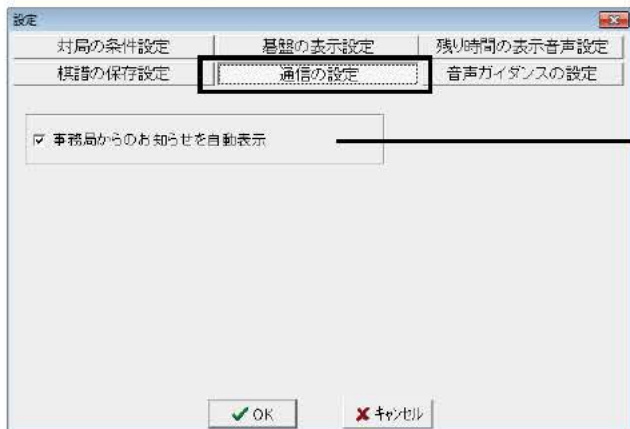 設定
対局の条件設定 碁盤の表示設定 残り時間の表示音声設定
棋譜の保存設定 通信の設定 音声ガイダンスの設定
事務局からのお知らせを自動表示
OK キャンセル